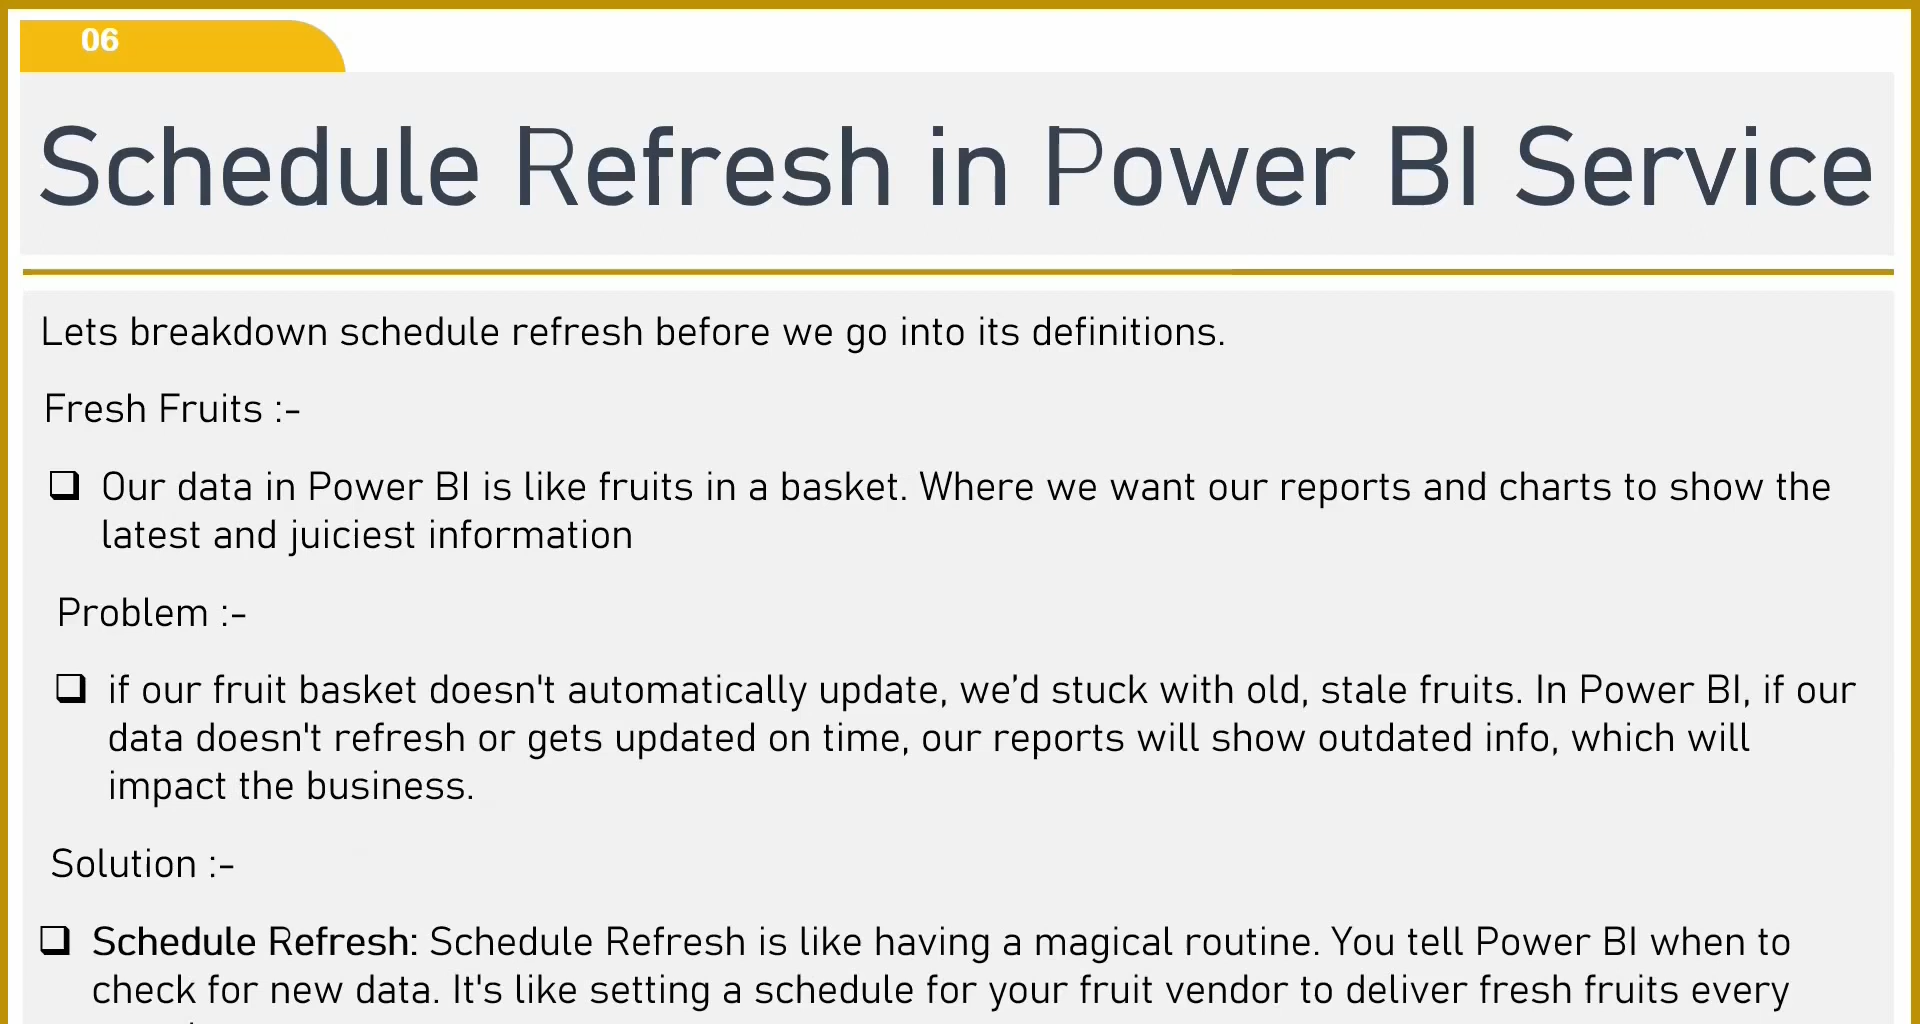 06
Schedule Refresh in Power BI Service
Lets breakdown schedule refresh before we go into its definitions.
Fresh Fruits :-
❑ Our data in Power BI is like fruits in a basket. Where we want our reports and charts to show the
latest and juiciest information
Problem :-
❑ if our fruit basket doesn't automatically update, we’d stuck with old, stale fruits. In Power BI, if our
data doesn't refresh or gets updated on time, our reports will show outdated info, which will
impact the business.
Solution :-
❑ Schedule Refresh: Schedule Refresh is like having a magical routine. You tell Power BI when to
check for new data. It's like setting a schedule for your fruit vendor to deliver fresh fruits every